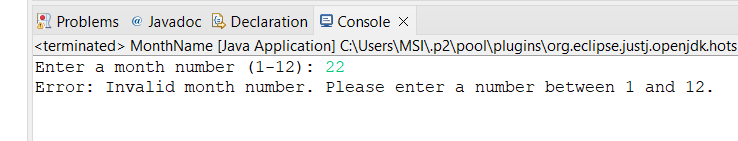 Problems @ Javadoc Declaration Console ×
<terminated> MonthName [Java Application] C:\Users\MSI\.p2\pool\plugins\org.eclipse.justj.openjdk.hots
Enter a month number (1-12): 22
Error: Invalid month number. Please enter a number between 1 and 12.